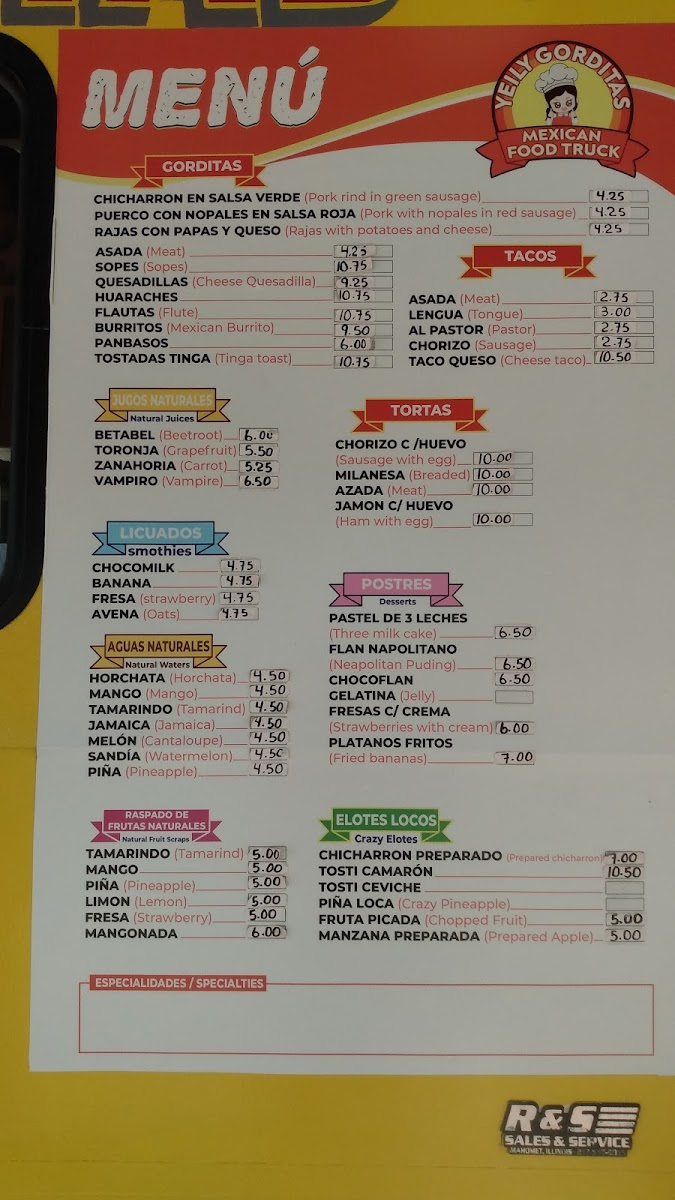 MENÚ
YEILY GORDITAS
MEXICAN
FOOD TRUCK
GORDITAS
CHICHARRON EN SALSA VERDE (Pork rind in green sausage) 4.25
PUERCO CON NOPALES EN SALSA ROJA (Pork with nopales in red sausage) 4.25
RAJAS CON PAPAS Y QUESO (Rajas with potatoes and cheese) 4.25
ASADA (Meat) 4.25
SOPES (Sopes) 10.75
QUESADILLAS (Cheese Quesadilla) 9.25
HUARACHES 10.75
FLAUTAS (Flute) 10.75
BURRITOS (Mexican Burrito) 9.50
PANBASOS 6.00
TOSTADAS TINGA (Tinga toast) 10.75
TACOS
ASADA (Meat) 2.75
LENGUA (Tongue) 3.00
AL PASTOR (Pastor) 2.75
CHORIZO (Sausage) 2.75
TACO QUESO (Cheese taco) 10.50
JUGOS NATURALES
Natural Juices
BETABEL (Beetroot) 6.00
TORONJA (Grapefruit) 5.50
ZANAHORIA (Carrot) 5.25
VAMPIRO (Vampire) 6.50
TORTAS
CHORIZO C /HUEVO
(Sausage with egg) 10.00
MILANESA (Breaded) 10.00
AZADA (Meat) 10.00
JAMON C/ HUEVO
(Ham with egg) 10.00
LICUADOS
smothies
CHOCOMILK 4.75
BANANA 4.75
FRESA (strawberry) 4.75
AVENA (Oats) 4.75
POSTRES
Desserts
PASTEL DE 3 LECHES
(Three milk cake) 6.50
FLAN NAPOLITANO
(Neapolitan Puding) 6.50
CHOCOFLAN 6.50
GELATINA (Jelly)
FRESAS C/ CREMA
(Strawberries with cream) 6.00
PLATANOS FRITOS
(Fried bananas) 7.00
AGUAS NATURALES
Natural Waters
HORCHATA (Horchata) 4.50
MANGO (Mango) 4.50
TAMARINDO (Tamarind) 4.50
JAMAICA (Jamaica) 4.50
MELÓN (Cantaloupe) 4.50
SANDÍA (Watermelon) 4.50
PIÑA (Pineapple) 4.50
RASPADO DE
FRUTAS NATURALES
Natural Fruit Scraps
TAMARINDO (Tamarind) 5.00
MANGO 5.00
PIÑA (Pineapple) 5.00
LIMON (Lemon) 5.00
FRESA (Strawberry) 5.00
MANGONADA 6.00
ELOTES LOCOS
Crazy Elotes
CHICHARRON PREPARADO (Prepared chicharron) 7.00
TOSTI CAMARÓN 10.50
TOSTI CEVICHE
PIÑA LOCA (Crazy Pineapple)
FRUTA PICADA (Chopped Fruit) 5.00
MANZANA PREPARADA (Prepared Apple) 5.00
ESPECIALIDADES / SPECIALTIES
R&S
SALES & SERVICE
MAHOMET, ILLINOIS